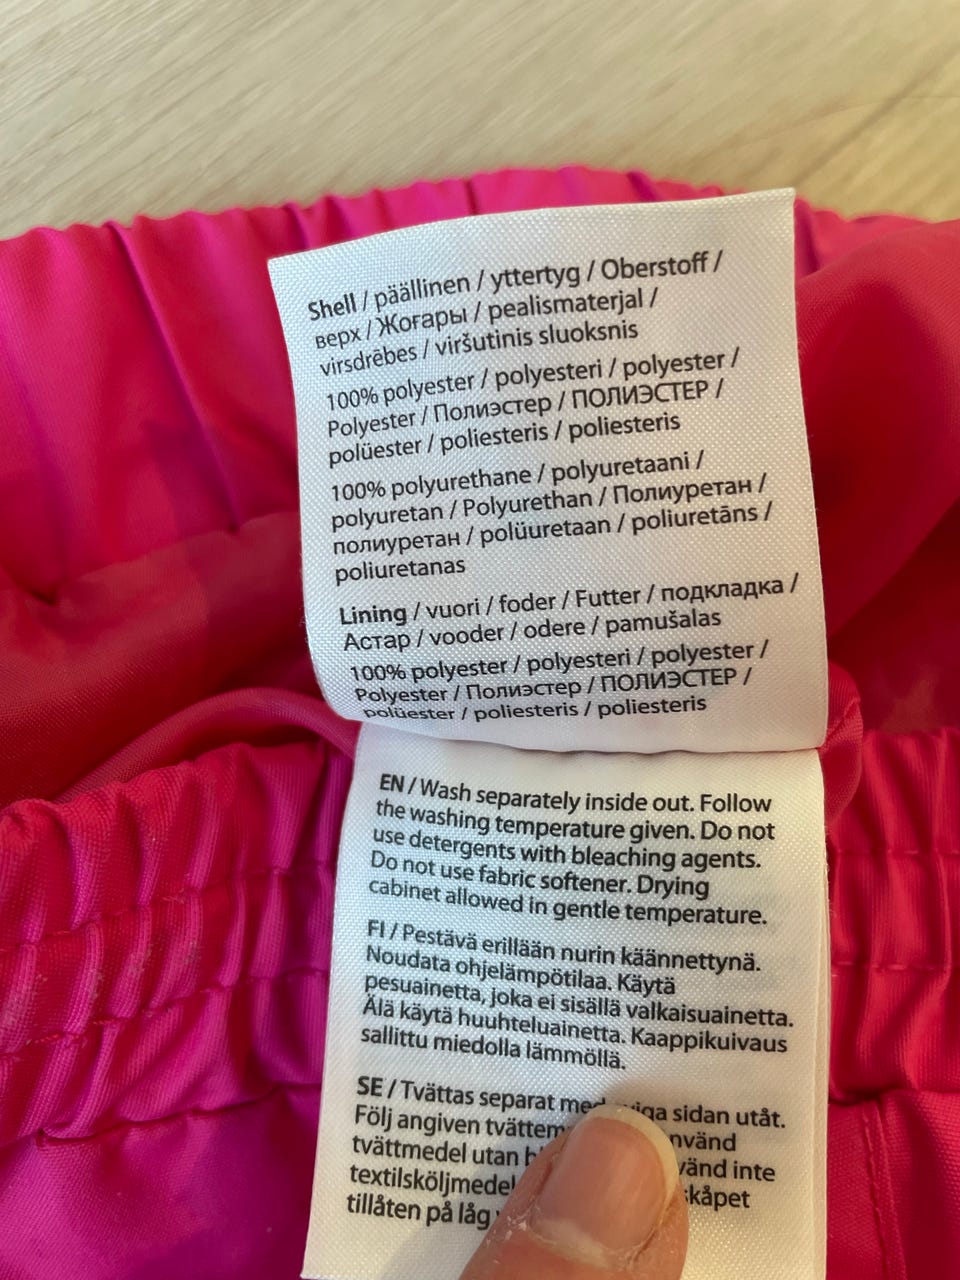 Shell / päällinen / yttertyg / Oberstoff /
верх / Жоғары / pealismaterjal /
virsdrēbes / viršutinis sluoksnis
100% polyester / polyesteri / polyester /
Polyester / Полиэстер / ПОЛИЭСТЕР /
polüester / poliesteris / poliesteris
100% polyurethane / polyuretaani /
polyuretan / Polyurethan / Полиуретан /
полиуретан / polüuretaan / poliuretāns /
poliuretanas
Lining / vuori / foder / Futter / подкладка /
Астар / vooder / odere / pamušalas
100% polyester / polyesteri / polyester /
Polyester / Полиэстер / ПОЛИЭСТЕР /
polüester / poliesteris / poliesteris
EN / Wash separately inside out. Follow
the washing temperature given. Do not
use detergents with bleaching agents.
Do not use fabric softener. Drying
cabinet allowed in gentle temperature.
FI / Pestävä erillään nurin käännettynä.
Noudata ohjelämpötilaa. Käytä
pesuainetta, joka ei sisällä valkaisuainetta.
Älä käytä huuhteluainetta. Kaappikuivaus
sallittu miedolla lämmöllä.
SE / Tvättas separat sidan utåt.
Följ angiven
tvättmedel utan inte
tillåten på låg